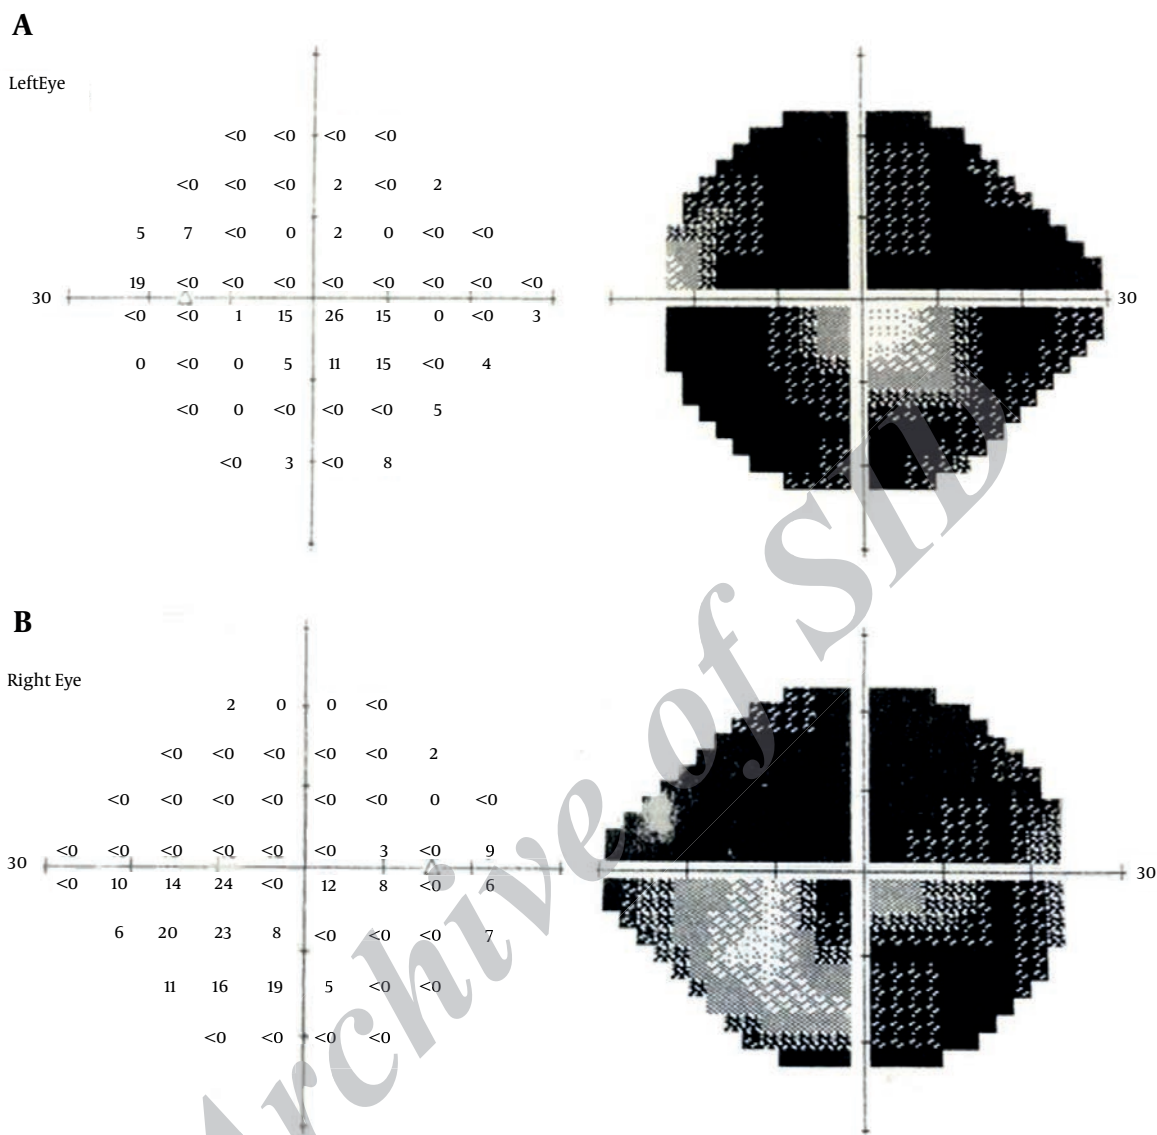 A
LeftEye
<0 <0 <0 <0
<0 <0 <0 2 <0 2
5 7 <0 0 2 0 <0 <0
19 <0 <0 <0 <0 <0 <0 <0 <0
30 30
<0 <0 1 15 26 15 0 <0 3
0 <0 0 5 11 15 <0 4
<0 0 <0 <0 <0 5
<0 3 <0 8
B
Right Eye
2 0 0 <0
<0 <0 <0 <0 <0 2
<0 <0 <0 <0 <0 <0 0 <0
<0 <0 <0 <0 <0 <0 3 <0 9
30 30
<0 10 14 24 <0 12 8 <0 6
6 20 23 8 <0 <0 <0 7
11 16 19 5 <0 <0
<0 <0 <0 <0
Archive of SID